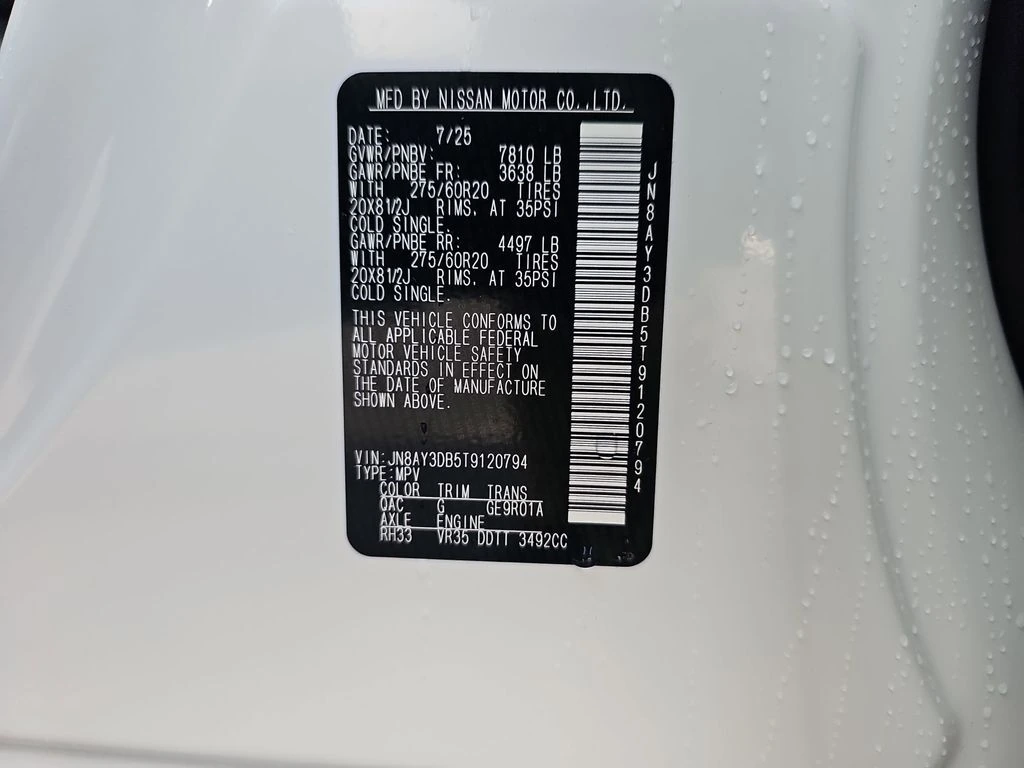 MFD BY NISSAN MOTOR CO.,LTD.
DATE: 7/25
GVWR/PNBV: 7810 LB
GAWR/PNBE FR: 3638 LB
WITH 275/60R20 TIRES
20X81/2J RIMS, AT 35PSI
COLD SINGLE.
GAWR/PNBE RR: 4497 LB
WITH 275/60R20 TIRES
20X81/2J RIMS, AT 35PSI
COLD SINGLE.
THIS VEHICLE CONFORMS TO
ALL APPLICABLE FEDERAL
MOTOR VEHICLE SAFETY
STANDARDS IN EFFECT ON
THE DATE OF MANUFACTURE
SHOWN ABOVE.
VIN:JN8AY3DB5T9120794
TYPE:MPV
COLOR TRIM TRANS
QAC G GE9R01A
AXLE ENGINE
RH33 VR35 DDTT 3492CC
JN8AY3DB5T9120794